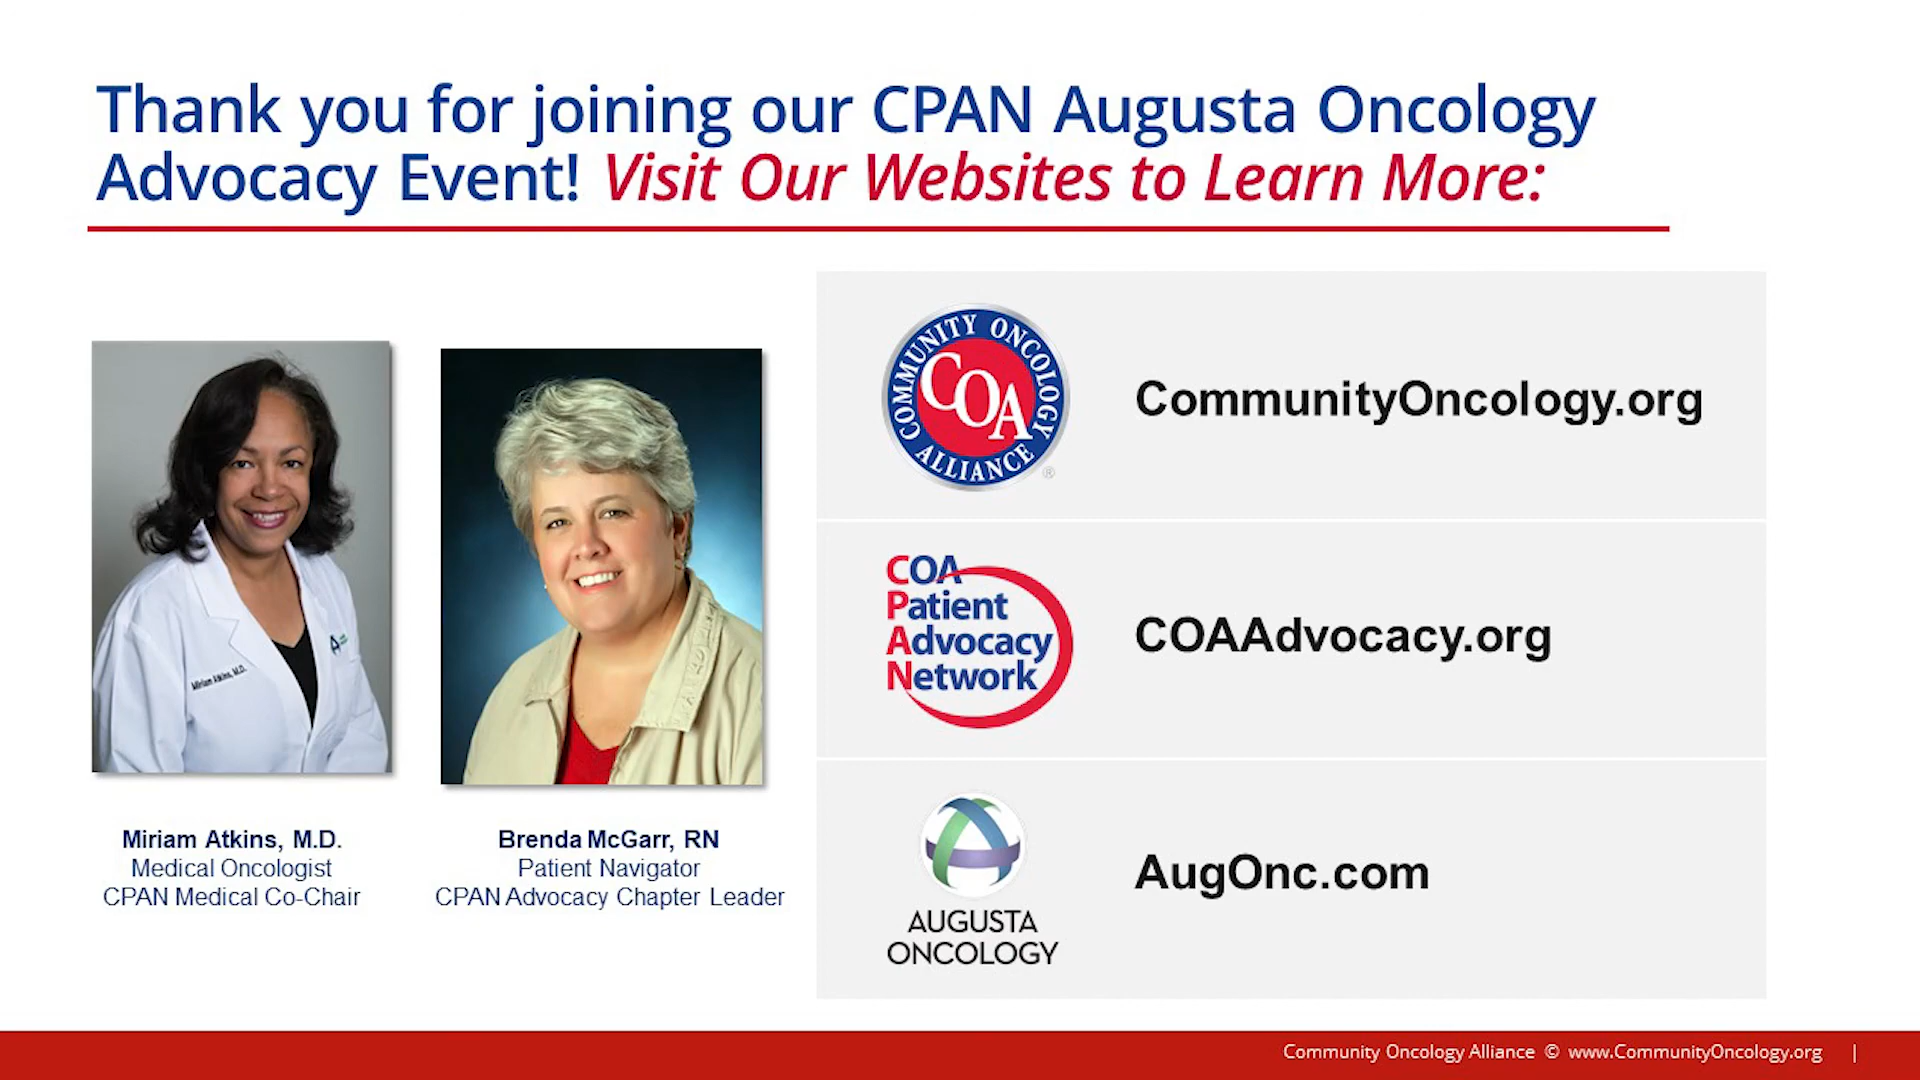 Thank you for joining our CPAN Augusta Oncology
Advocacy Event! Visit Our Websites to Learn More:
Miriam Atkins, M.D.
Miriam Atkins, M.D.
Medical Oncologist
CPAN Medical Co-Chair
Brenda McGarr, RN
Patient Navigator
CPAN Advocacy Chapter Leader
COMMUNITY ONCOLOGY
COA
ALLIANCE
®
CommunityOncology.org
COA
Patient
Advocacy
Network
COAAdvocacy.org
AUGUSTA
ONCOLOGY
AugOnc.com
Community Oncology Alliance © www.CommunityOncology.org |